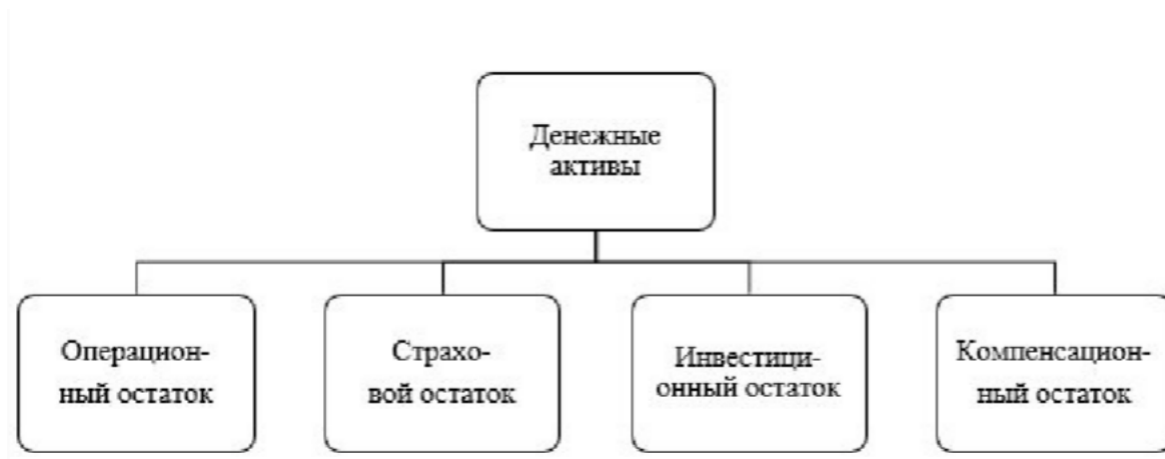 Денежные
активы
Операцион-
ный остаток
Страхо-
вой остаток
Инвестици-
онный остаток
Компенсацион-
ный остаток